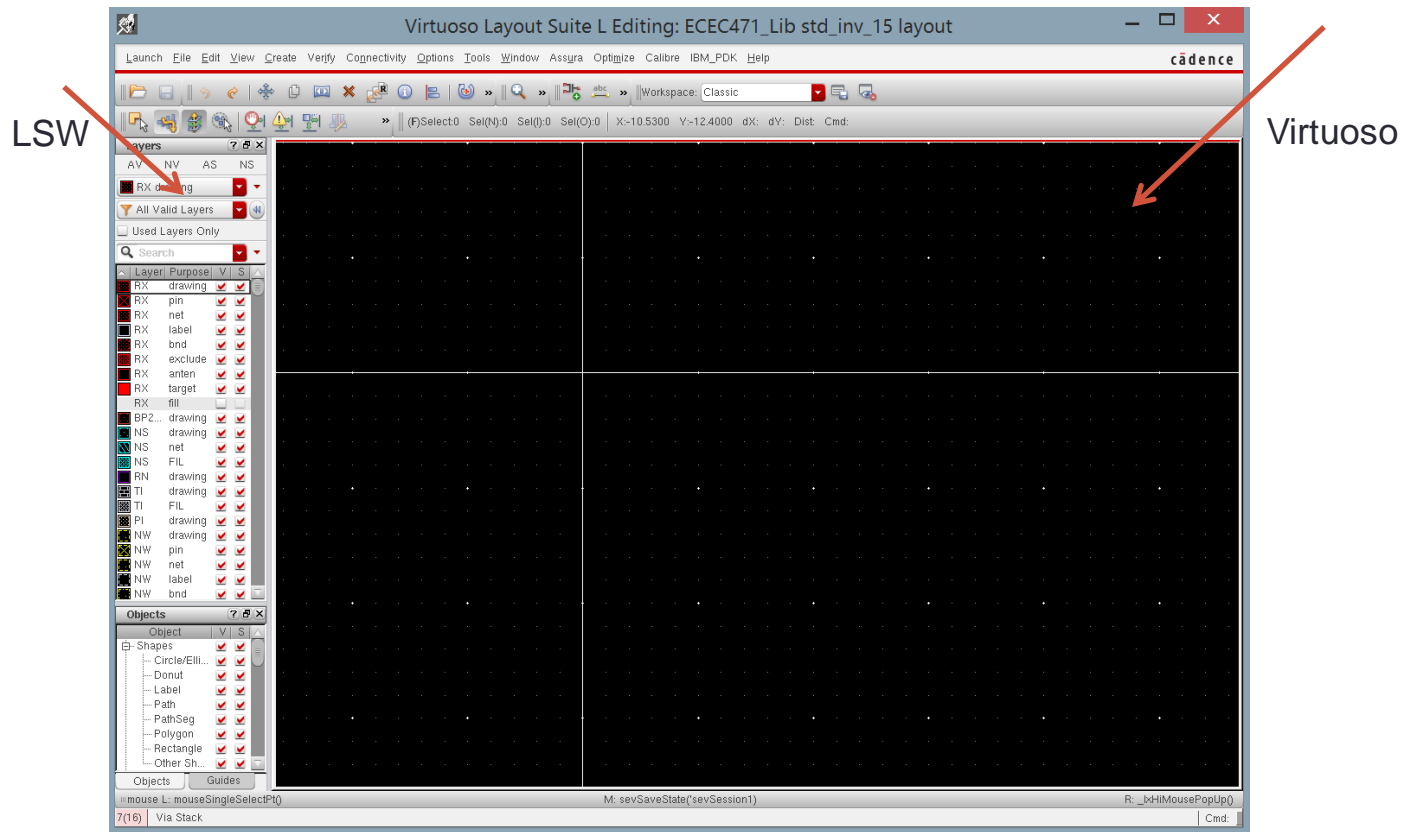 Virtuoso Layout Suite L Editing: ECEC471_Lib std_inv_15 layout
Launch File Edit View Create Verify Connectivity Options Tools Window Assura Optimize Calibre IBM_PDK Help
cādence
» » abc » Workspace: Classic
» (F)Select:0 Sel(N):0 Sel(I):0 Sel(O):0 X:-10.5300 Y:-12.4000 dX: dY: Dist: Cmd:
LSW
Virtuoso
Layers
AV NV AS NS
RX drawing
All Valid Layers
Used Layers Only
Search
Layer Purpose V S
RX drawing
RX pin
RX net
RX label
RX bnd
RX exclude
RX anten
RX target
RX fill
BP2... drawing
NS drawing
NS net
NS FIL
RN drawing
TI drawing
TI FIL
PI drawing
NW drawing
NW pin
NW net
NW label
NW bnd
Objects
Object V S
Shapes
Circle/Elli...
Donut
Label
Path
PathSeg
Polygon
Rectangle
Other Sh...
Objects Guides
mouse L: mouseSingleSelectPt() M: sevSaveState('sevSession1) R: _lxHiMousePopUp()
7(16) Via Stack Cmd: